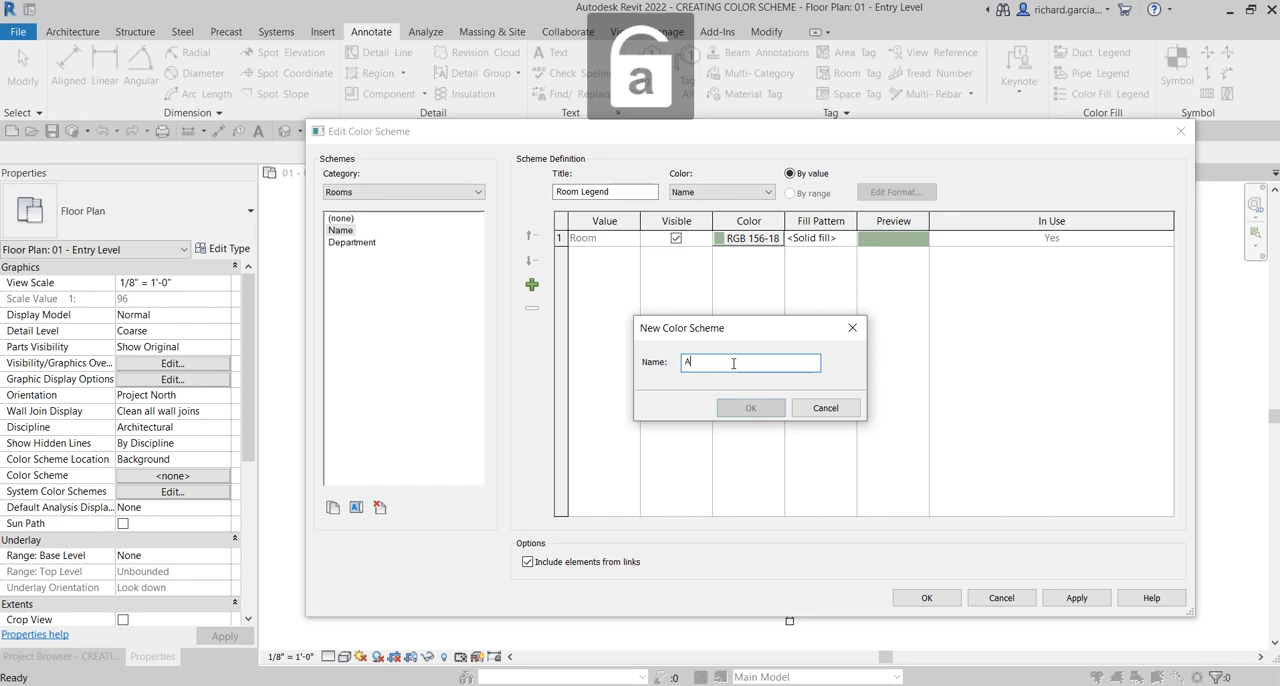 Autodesk Revit 2022 - CREATING COLOR SCHEME - Floor Plan: 01 - Entry Level
richard.garcia...
File Architecture Structure Steel Precast Systems Insert Annotate Analyze Massing & Site Collaborate Add-Ins Modify
Modify
Aligned Linear Angular
Radial
Diameter
Arc Length
Spot Elevation
Spot Coordinate
Spot Slope
Detail Line
Region
Component
Revision Cloud
Detail Group
Insulation
Text
Check Spelling
Find/ Replace
a
Beam Annotations
Multi- Category
Material Tag
Area Tag
Room Tag
Space Tag
View Reference
Tread Number
Multi- Rebar
Keynote
Duct Legend
Pipe Legend
Color Fill Legend
Symbol
Select Dimension Detail Text Tag Color Fill Symbol
Properties
Floor Plan
Floor Plan: 01 - Entry Level Edit Type
Graphics
View Scale 1/8" = 1'-0"
Scale Value 1: 96
Display Model Normal
Detail Level Coarse
Parts Visibility Show Original
Visibility/Graphics Ove... Edit...
Graphic Display Options Edit...
Orientation Project North
Wall Join Display Clean all wall joins
Discipline Architectural
Show Hidden Lines By Discipline
Color Scheme Location Background
Color Scheme <none>
System Color Schemes Edit...
Default Analysis Displa... None
Sun Path
Underlay
Range: Base Level None
Range: Top Level Unbounded
Underlay Orientation Look down
Extents
Crop View
Properties help Apply
Project Browser - CREATI... Properties
Ready
01 -
Edit Color Scheme
Schemes
Category:
Rooms
(none)
Name
Department
Scheme Definition
Title: Color:
Room Legend Name
By value
By range
Edit Format...
Value Visible Color Fill Pattern Preview In Use
1 Room RGB 156-18 <Solid fill> Yes
New Color Scheme
Name: A
OK Cancel
Options
Include elements from links
OK Cancel Apply Help
1/8" = 1'-0"
:0 Main Model :0